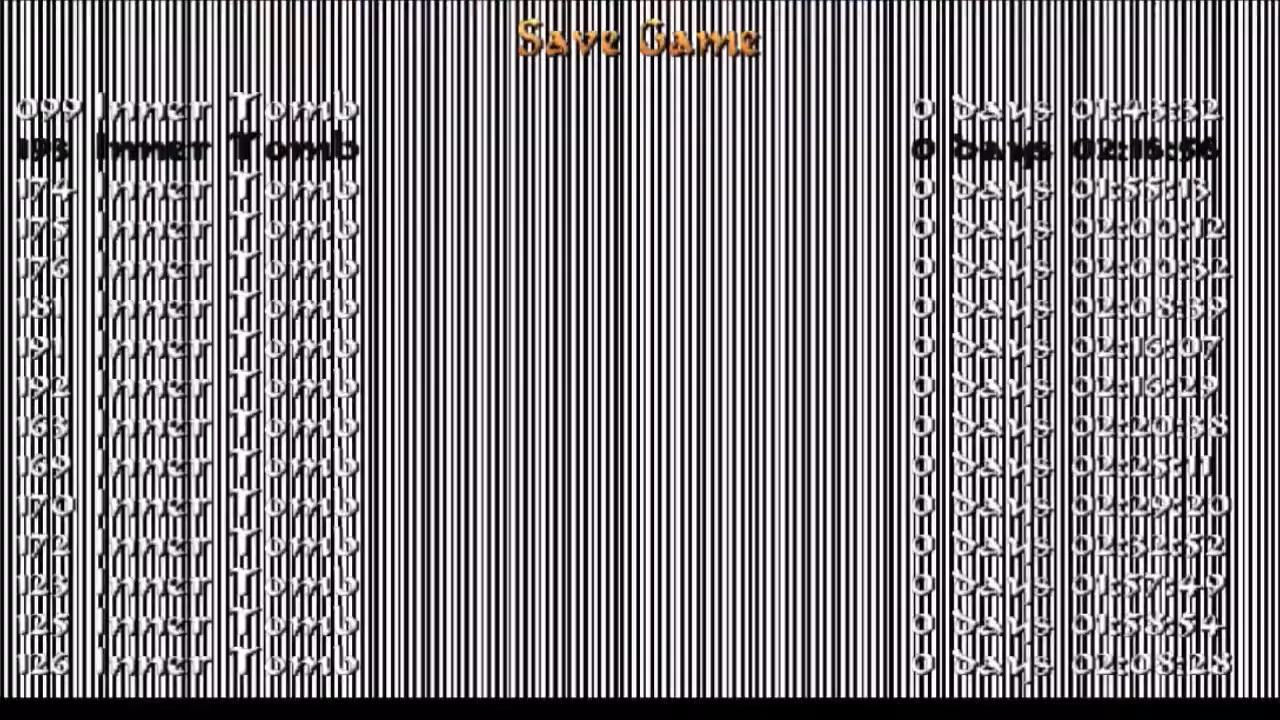 Save Game
099 Inner Tomb 0 days 01:43:32
193 Inner Tomb 0 days 02:16:56
174 Inner Tomb 0 days 01:55:13
175 Inner Tomb 0 days 02:00:12
176 Inner Tomb 0 days 02:00:32
181 Inner Tomb 0 days 02:08:39
191 Inner Tomb 0 days 02:16:07
192 Inner Tomb 0 days 02:16:29
163 Inner Tomb 0 days 02:20:38
169 Inner Tomb 0 days 02:25:11
170 Inner Tomb 0 days 02:29:20
172 Inner Tomb 0 days 02:32:52
123 Inner Tomb 0 days 01:57:49
125 Inner Tomb 0 days 01:58:54
126 Inner Tomb 0 days 02:08:28